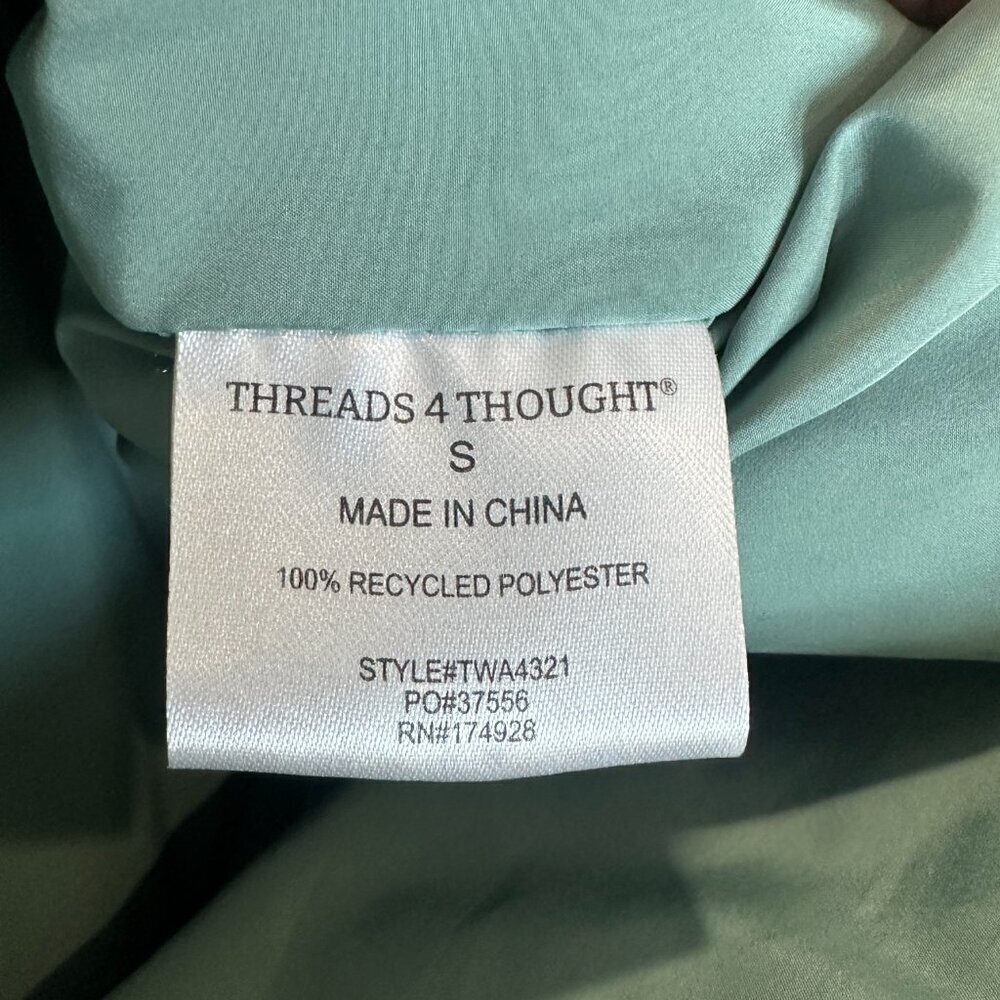 THREADS 4 THOUGHT®
S
MADE IN CHINA
100% RECYCLED POLYESTER
STYLE#TWA4321
PO#37556
RN#174928